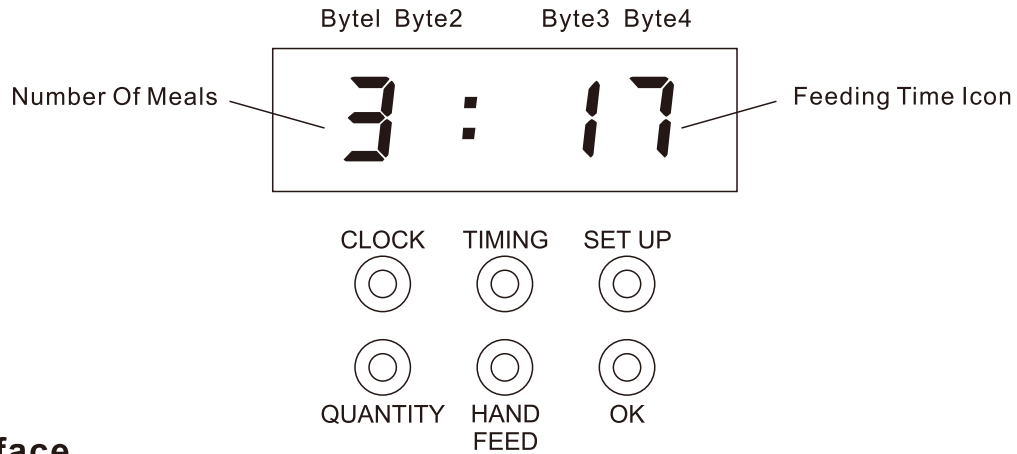 Bytel Byte2 Byte3 Byte4
Number Of Meals 3 : 17 Feeding Time Icon
CLOCK TIMING SET UP
QUANTITY HAND FEED OK
face